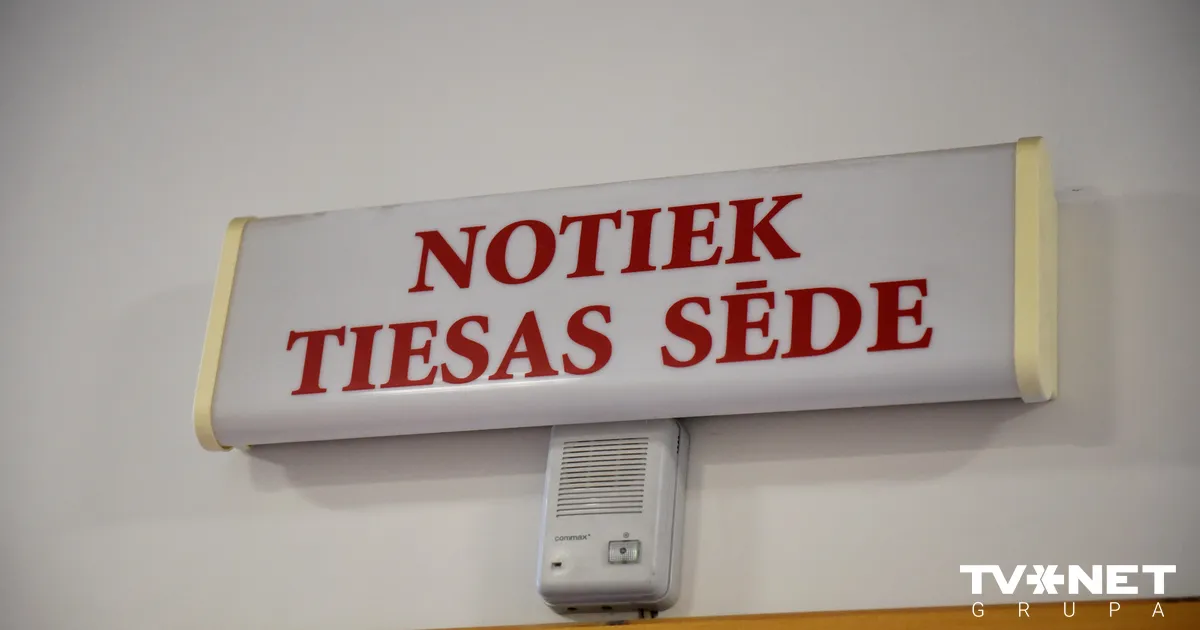 NOTIEK
TIESAS SĒDE
commax
TV NET
GRUPA